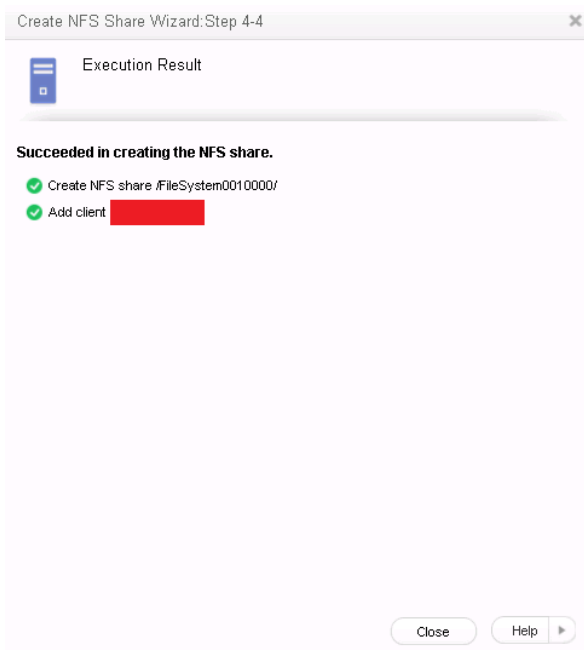 Create NFS Share Wizard:Step 4-4
Execution Result
Succeeded in creating the NFS share.
Create NFS share /FileSystem0010000/
Add client
Close
Help